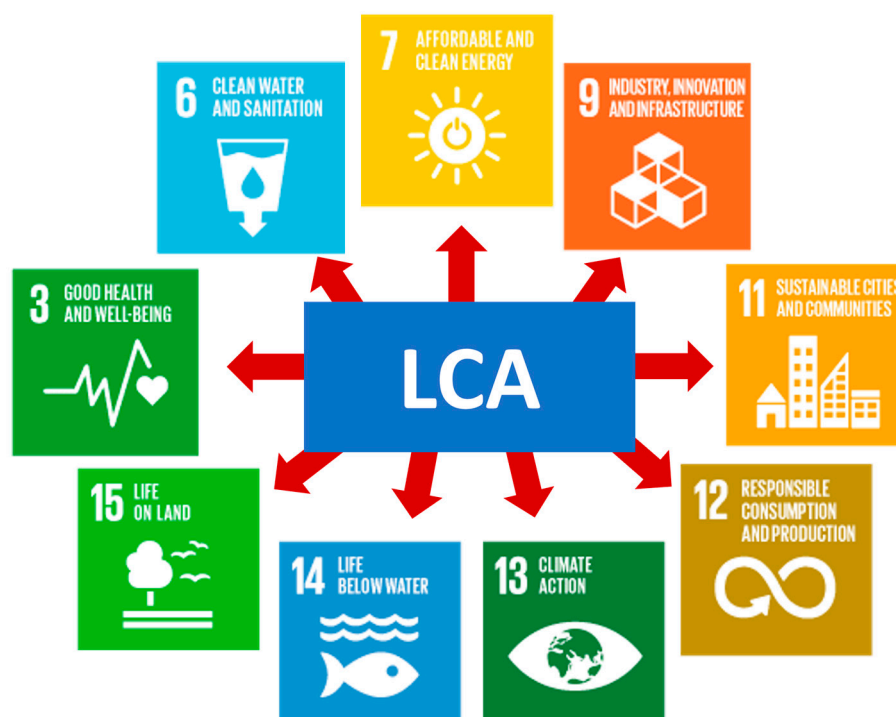 7 AFFORDABLE AND
CLEAN ENERGY
6 CLEAN WATER
AND SANITATION
9 INDUSTRY, INNOVATION
AND INFRASTRUCTURE
3 GOOD HEALTH
AND WELL-BEING
LCA
11 SUSTAINABLE CITIES
AND COMMUNITIES
15 LIFE
ON LAND
12 RESPONSIBLE
CONSUMPTION
AND PRODUCTION
14 LIFE
BELOW WATER
13 CLIMATE
ACTION